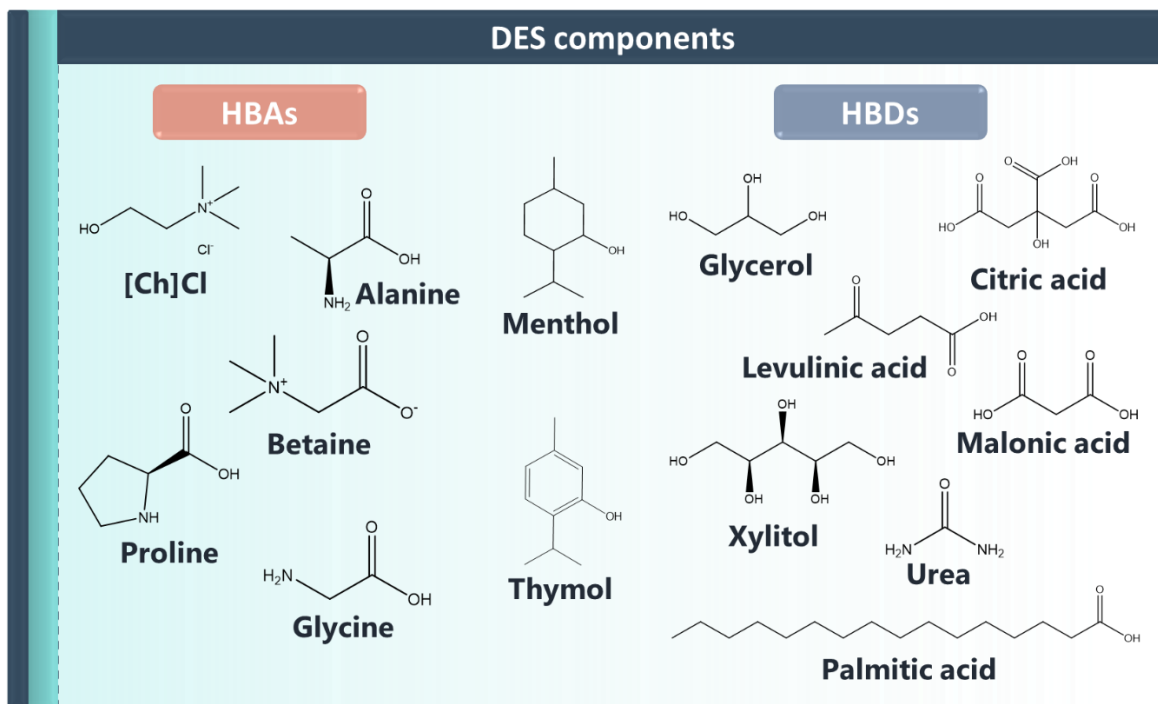 DES components
HBAs
HBDs
HO
N+
Cl-
[Ch]Cl
O
OH
NH2
Alanine
OH
Menthol
OH
HO
OH
Glycerol
O
OH
O
O
HO
OH
OH
Citric acid
N+
O
O-
Betaine
O
OH
O
Levulinic acid
O
O
HO
OH
Malonic acid
O
OH
NH
Proline
OH
Thymol
OH
HO
OH
OH
OH
Xylitol
O
H2N
NH2
Urea
O
H2N
OH
Glycine
O
OH
Palmitic acid